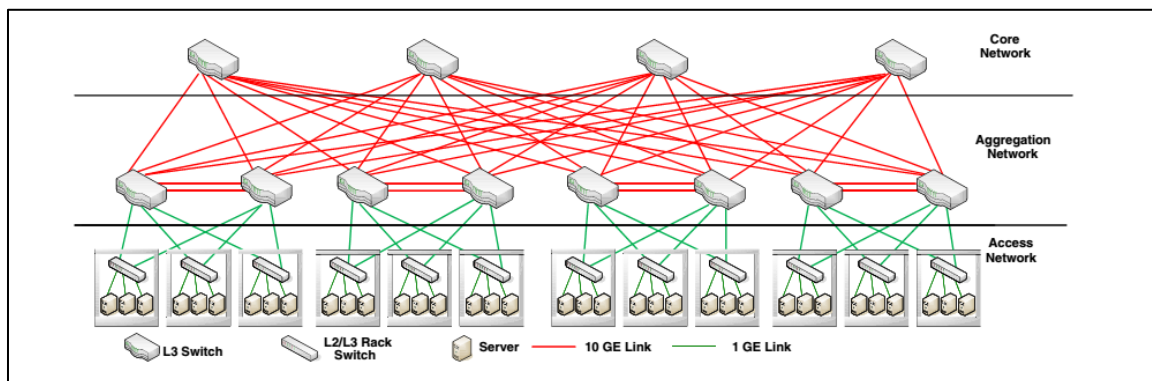 Core
Network
Aggregation
Network
Access
Network
L3 Switch
L2/L3 Rack
Switch
Server
10 GE Link
1 GE Link